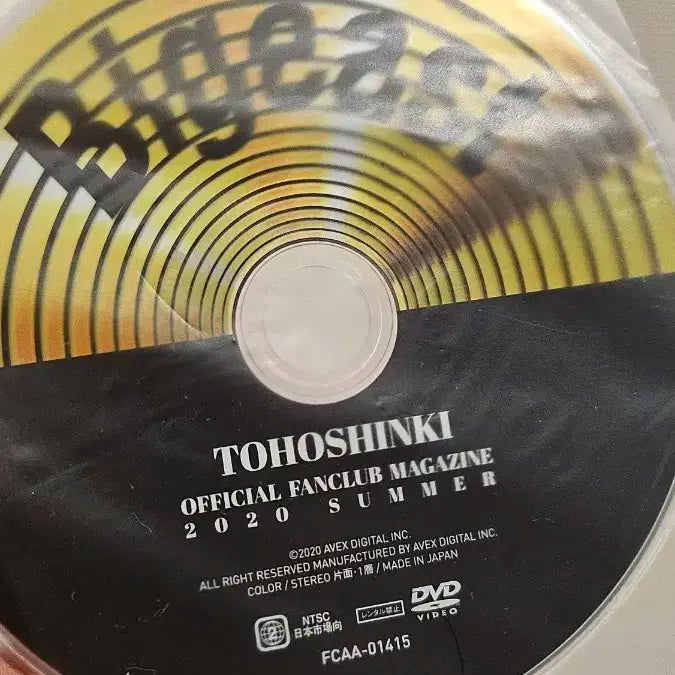 Bigeast
TOHOSHINKI
OFFICIAL FANCLUB MAGAZINE
2020 SUMMER
©2020 AVEX DIGITAL INC.
ALL RIGHT RESERVED MANUFACTURED BY AVEX DIGITAL INC.
COLOR / STEREO 片面・1層 / MADE IN JAPAN
2
NTSC
日本市場向
レンタル禁止
DVD
VIDEO
FCAA-01415